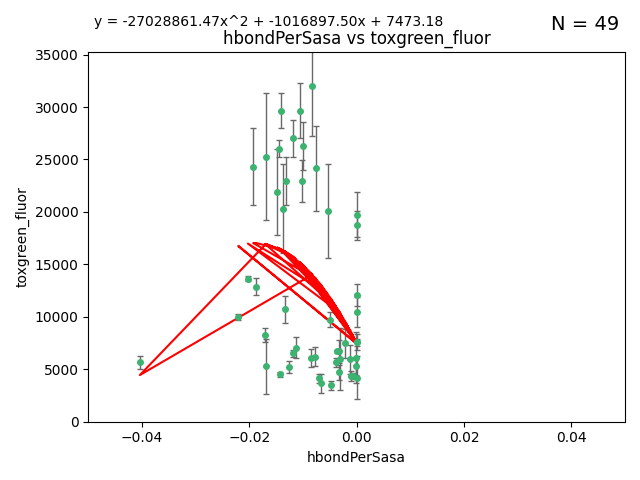 y = -27028861.47x^2 + -1016897.50x + 7473.18
N = 49
hbondPerSasa vs toxgreen_fluor
35000
30000
25000
20000
15000
10000
5000
0
toxgreen_fluor
−0.04
−0.02
0.00
0.02
0.04
hbondPerSasa